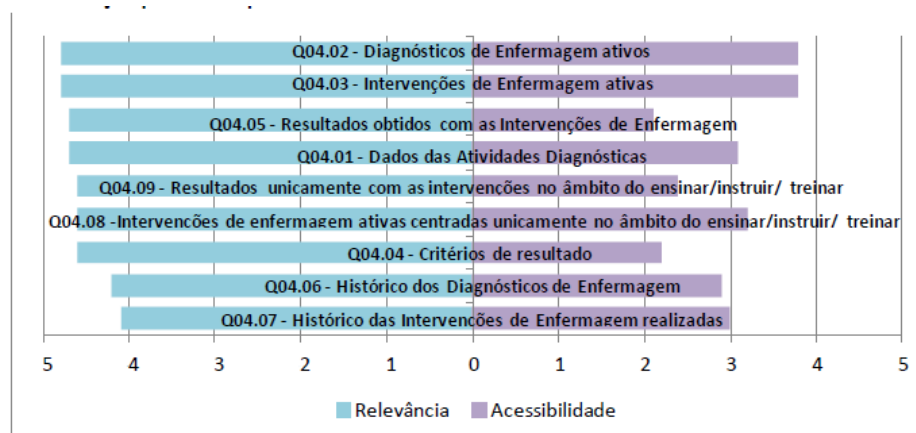 Q04.02 - Diagnósticos de Enfermagem ativos
Q04.03 - Intervenções de Enfermagem ativas
Q04.05 - Resultados obtidos com as Intervenções de Enfermagem
Q04.01 - Dados das Atividades Diagnósticas
Q04.09 - Resultados unicamente com as intervenções no âmbito do ensinar/instruir/ treinar
Q04.08 -Intervenções de enfermagem ativas centradas unicamente no âmbito do ensinar/instruir/ treinar
Q04.04 - Critérios de resultado
Q04.06 - Histórico dos Diagnósticos de Enfermagem
Q04.07 - Histórico das Intervenções de Enfermagem realizadas
5 4 3 2 1 0 1 2 3 4 5
Relevância Acessibilidade